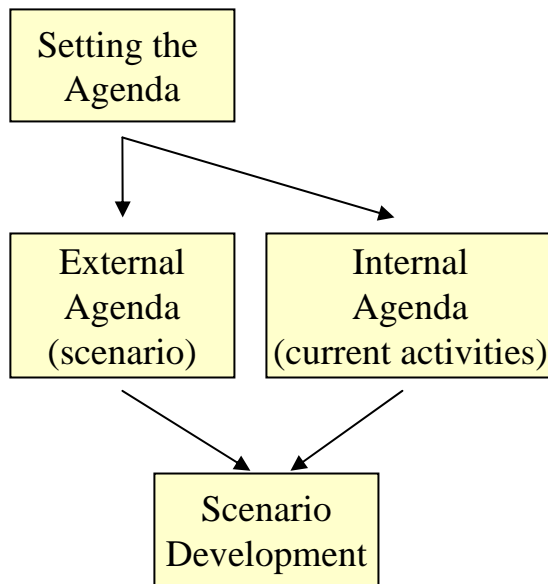 Setting the
Agenda
External
Agenda
(scenario)
Internal
Agenda
(current activities)
Scenario
Development